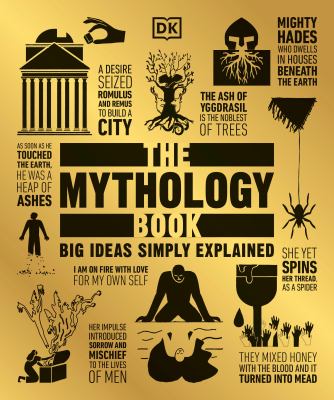 DK
A DESIRE
SEIZED
ROMULUS
AND REMUS
TO BUILD A
CITY
THE ASH OF
YGGDRASIL
IS THE NOBLEST
OF TREES
MIGHTY
HADES
WHO DWELLS
IN HOUSES
BENEATH
THE EARTH
AS SOON AS HE
TOUCHED
THE EARTH,
HE WAS A
HEAP OF
ASHES
THE
MYTHOLOGY
BOOK
BIG IDEAS SIMPLY EXPLAINED
I AM ON FIRE WITH LOVE
FOR MY OWN SELF
SHE YET
SPINS
HER THREAD,
AS A SPIDER
HER IMPULSE
INTRODUCED
SORROW AND
MISCHIEF
TO THE LIVES
OF MEN
THEY MIXED HONEY
WITH THE BLOOD AND IT
TURNED INTO MEAD